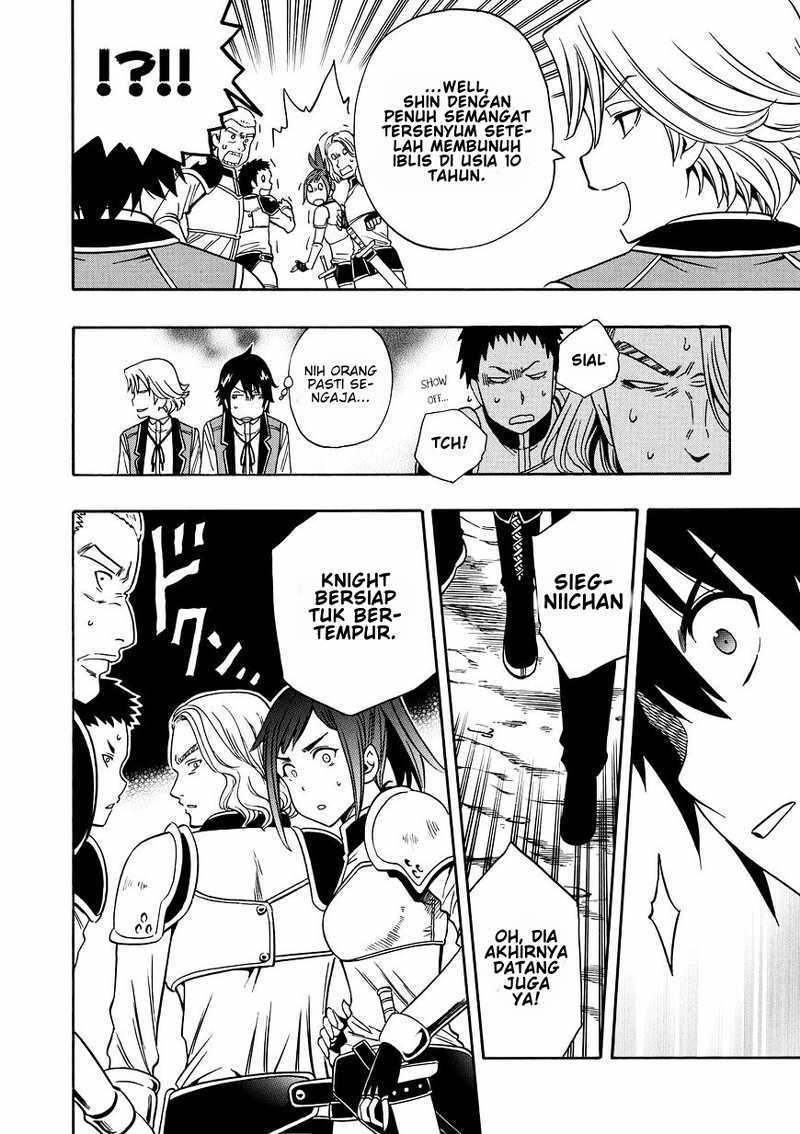 ...WELL,
SHIN DENGAN
PENUH SEMANGAT
TERSENYUM SETE-
LAH MEMBUNUH
IBLIS DI USIA 10
TAHUN.
!?!!
SIAL
TCH!
SHOW
OFF...
NIH ORANG
PASTI SE-
NGAJA...
SIEG-
NIICHAN
OH, DIA
AKHIRNYA
DATANG
JUGA
YA!
KNIGHT
BERSIAP
TUK BER-
TEMPUR.
ドクンッ